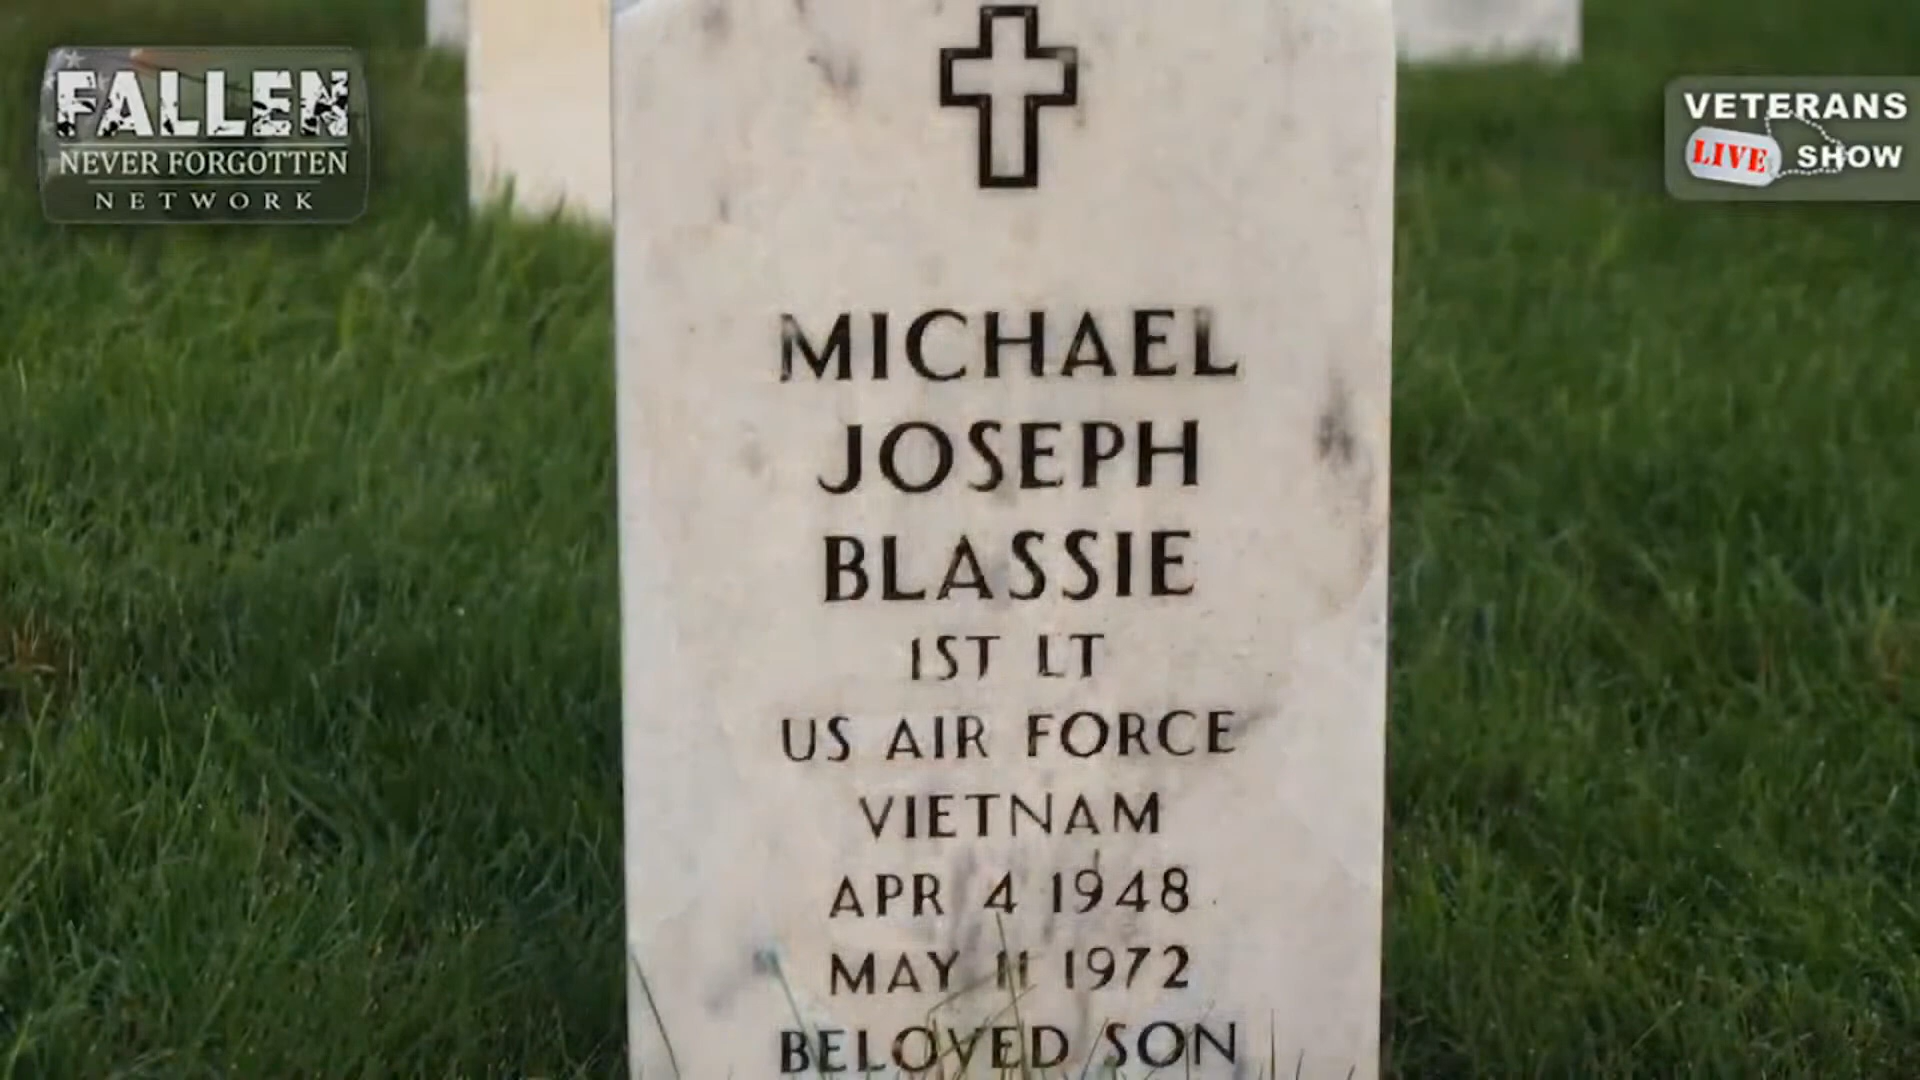 FALLEN
NEVER FORGOTTEN
NETWORK
VETERANS
LIVE SHOW
MICHAEL
JOSEPH
BLASSIE
1ST LT
US AIR FORCE
VIETNAM
APR 4 1948
MAY 11 1972
BELOVED SON